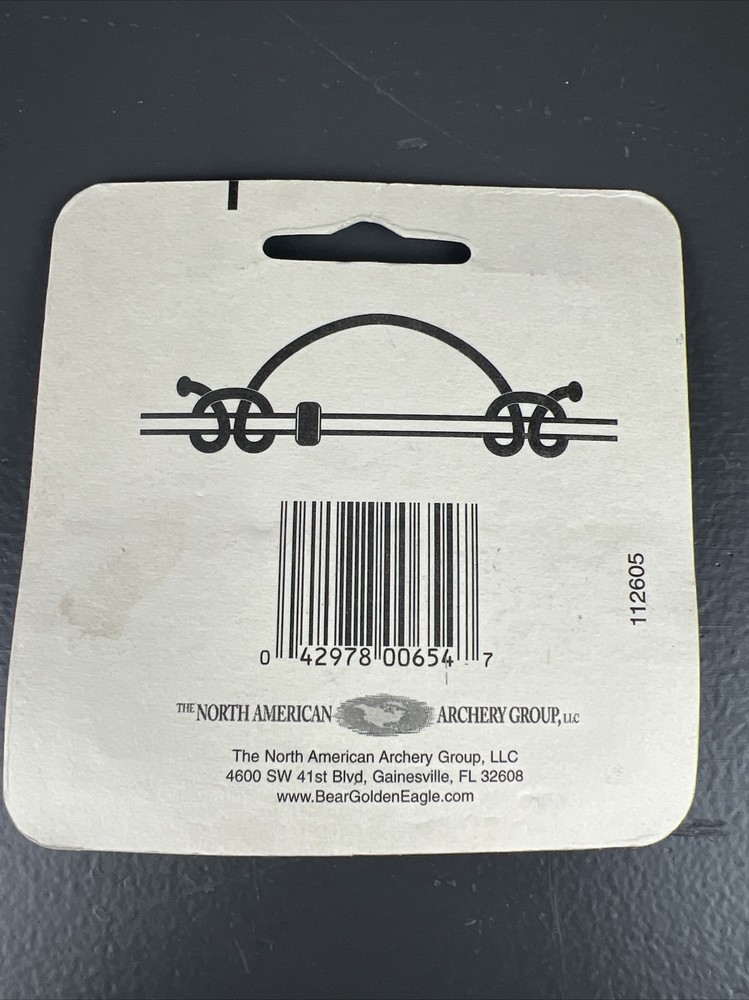 112605
0 42978 00654 7
THE NORTH AMERICAN ARCHERY GROUP, LLC
The North American Archery Group, LLC
4600 SW 41st Blvd, Gainesville, FL 32608
www.BearGoldenEagle.com